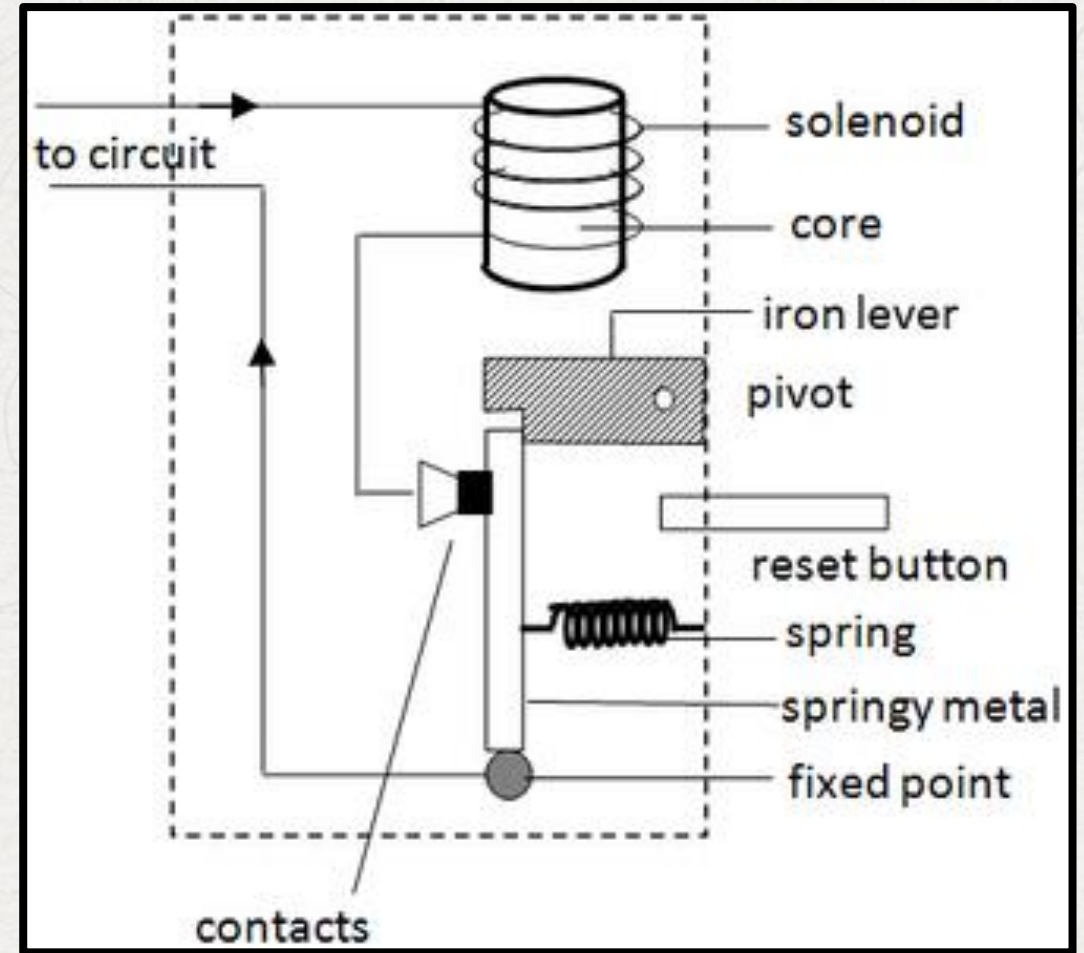 solenoid
to circuit
core
iron lever
pivot
reset button
spring
springy metal
fixed point
contacts